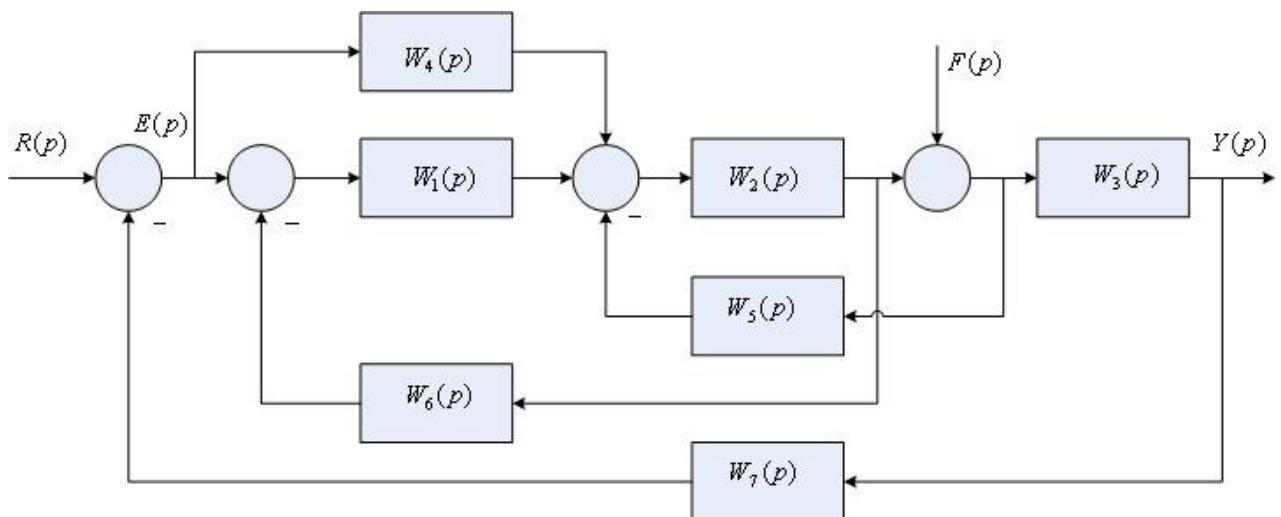 W₄(p)
F(p)
R(p)
E(p)
W₁(p)
W₂(p)
W₃(p)
Y(p)
–
–
–
W₅(p)
W₆(p)
W₇(p)